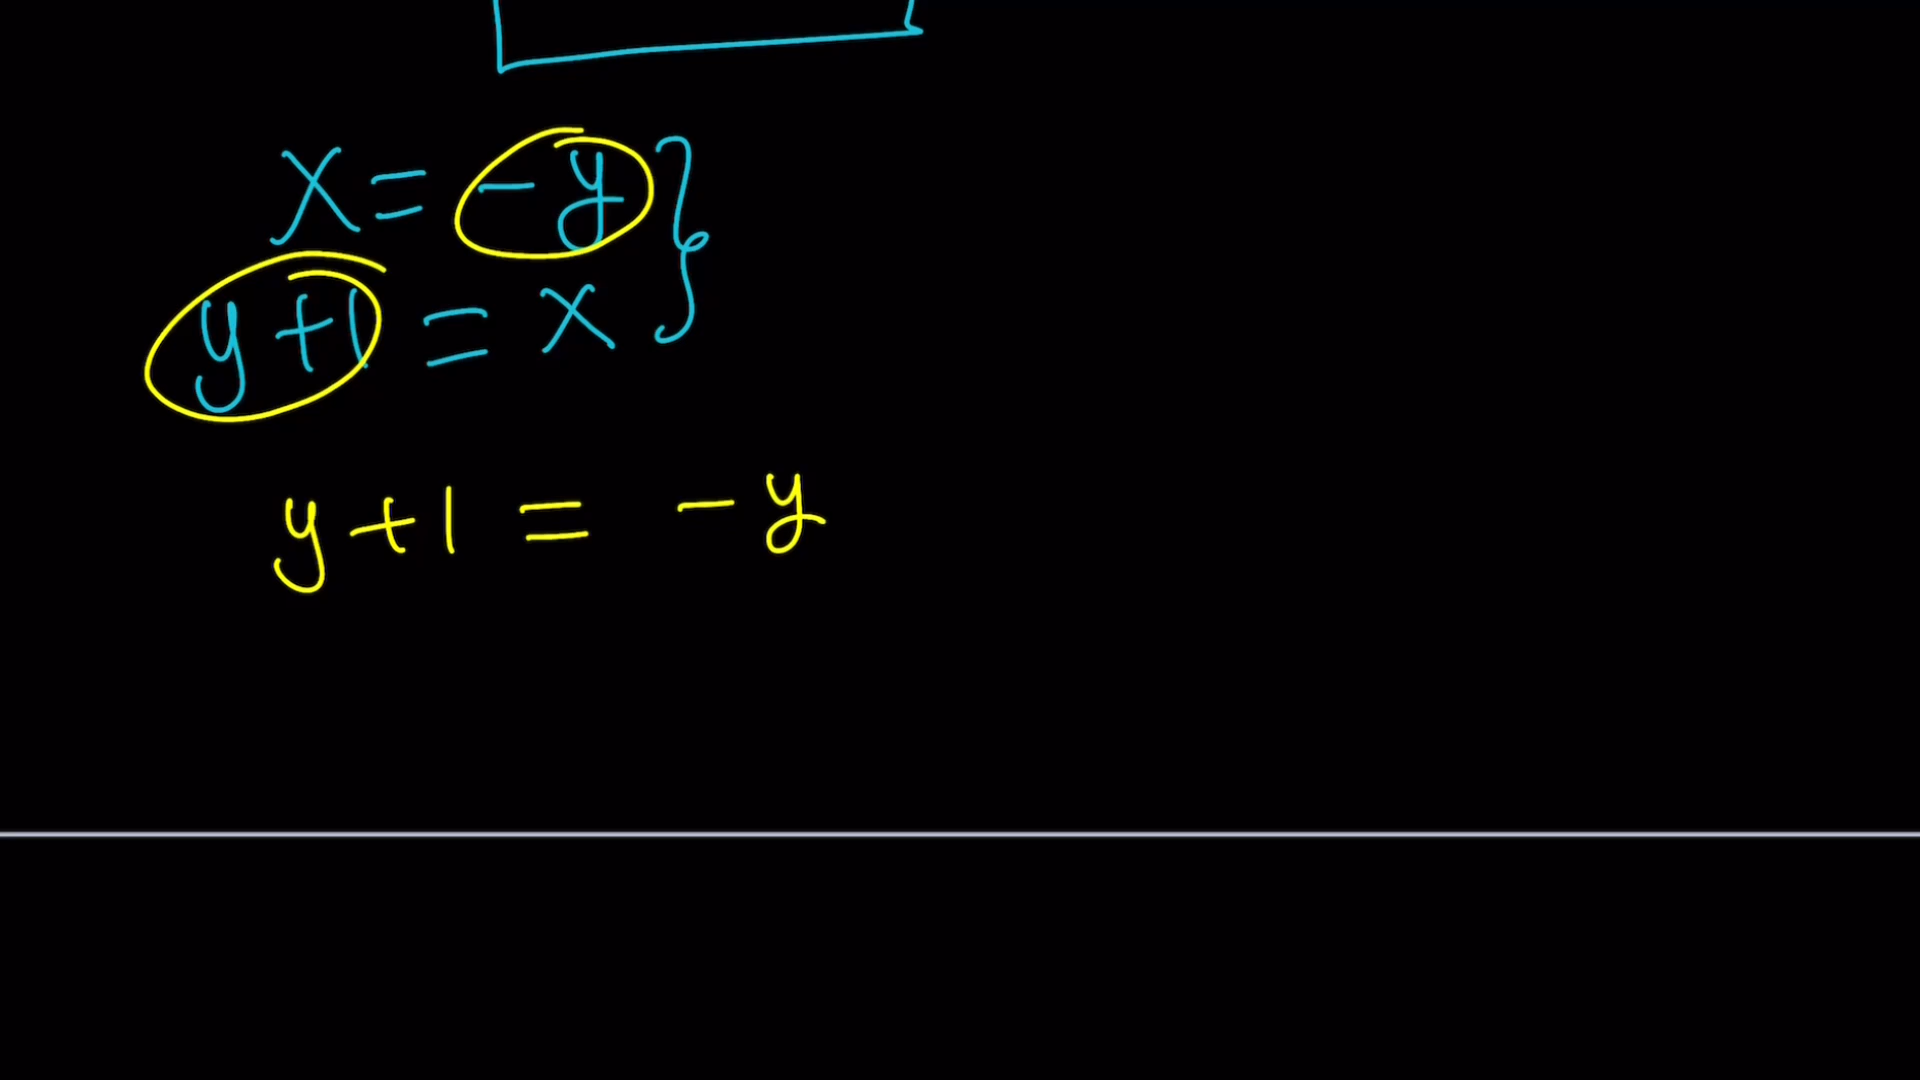 x = -y
y+1 = x
y+1 = -y